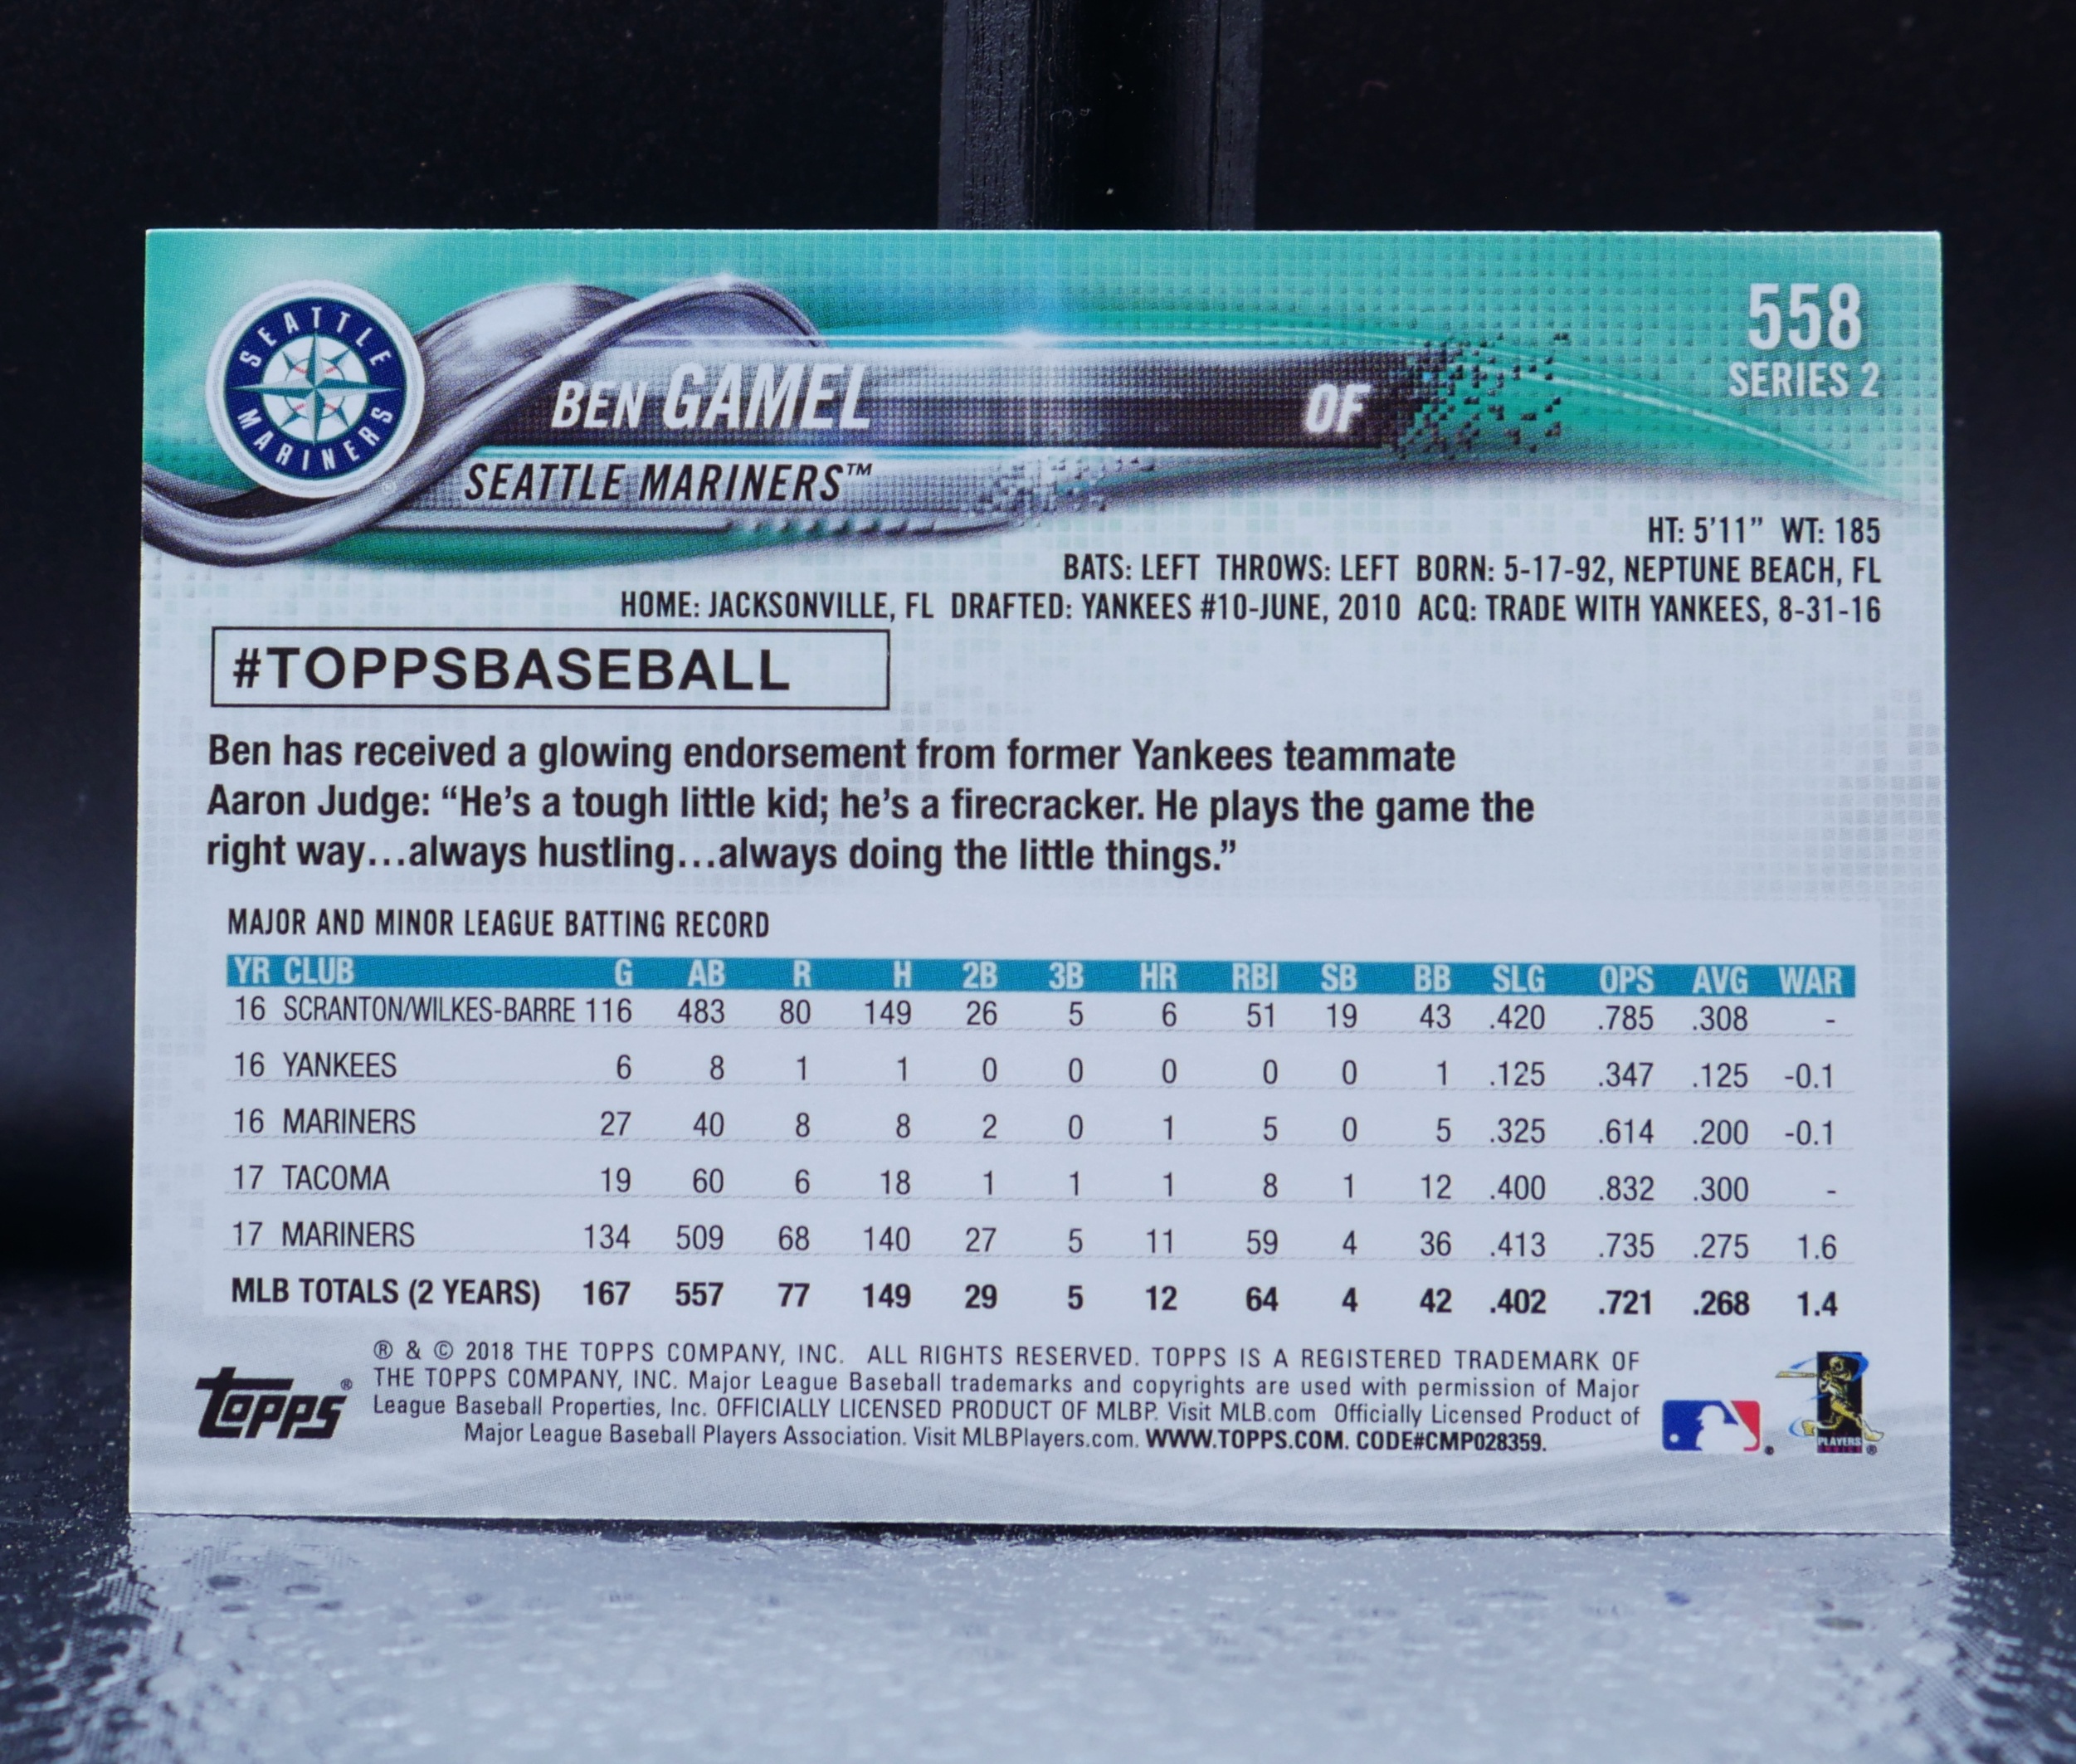 SEATTLE MARINERS
558
BEN GAMEL OF
SERIES 2
SEATTLE MARINERS™
HT: 5'11" WT: 185
BATS: LEFT THROWS: LEFT BORN: 5-17-92, NEPTUNE BEACH, FL
HOME: JACKSONVILLE, FL DRAFTED: YANKEES #10-JUNE, 2010 ACQ: TRADE WITH YANKEES, 8-31-16
#TOPPSBASEBALL
Ben has received a glowing endorsement from former Yankees teammate
Aaron Judge: “He’s a tough little kid; he’s a firecracker. He plays the game the
right way…always hustling…always doing the little things.”
MAJOR AND MINOR LEAGUE BATTING RECORD
YR CLUB G AB R H 2B 3B HR RBI SB BB SLG OPS AVG WAR
16 SCRANTON/WILKES-BARRE 116 483 80 149 26 5 6 51 19 43 .420 .785 .308 -
16 YANKEES 6 8 1 1 0 0 0 0 0 1 .125 .347 .125 -0.1
16 MARINERS 27 40 8 8 2 0 1 5 0 5 .325 .614 .200 -0.1
17 TACOMA 19 60 6 18 1 1 1 8 1 12 .400 .832 .300 -
17 MARINERS 134 509 68 140 27 5 11 59 4 36 .413 .735 .275 1.6
MLB TOTALS (2 YEARS) 167 557 77 149 29 5 12 64 4 42 .402 .721 .268 1.4
® & © 2018 THE TOPPS COMPANY, INC. ALL RIGHTS RESERVED. TOPPS IS A REGISTERED TRADEMARK OF
THE TOPPS COMPANY, INC. Major League Baseball trademarks and copyrights are used with permission of Major
League Baseball Properties, Inc. OFFICIALLY LICENSED PRODUCT OF MLBP. Visit MLB.com Officially Licensed Product of
Major League Baseball Players Association. Visit MLBPlayers.com. WWW.TOPPS.COM. CODE#CMP028359.
Topps®
PLAYERS ®